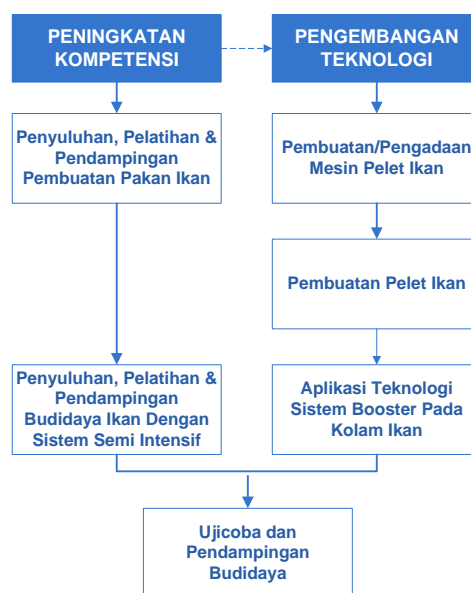 PENINGKATAN
KOMPETENSI
PENGEMBANGAN
TEKNOLOGI
Penyuluhan, Pelatihan &
Pendampingan
Pembuatan Pakan Ikan
Pembuatan/Pengadaan
Mesin Pelet Ikan
Pembuatan Pelet Ikan
Penyuluhan, Pelatihan &
Pendampingan
Budidaya Ikan Dengan
Sistem Semi Intensif
Aplikasi Teknologi
Sistem Booster Pada
Kolam Ikan
Ujicoba dan
Pendampingan
Budidaya